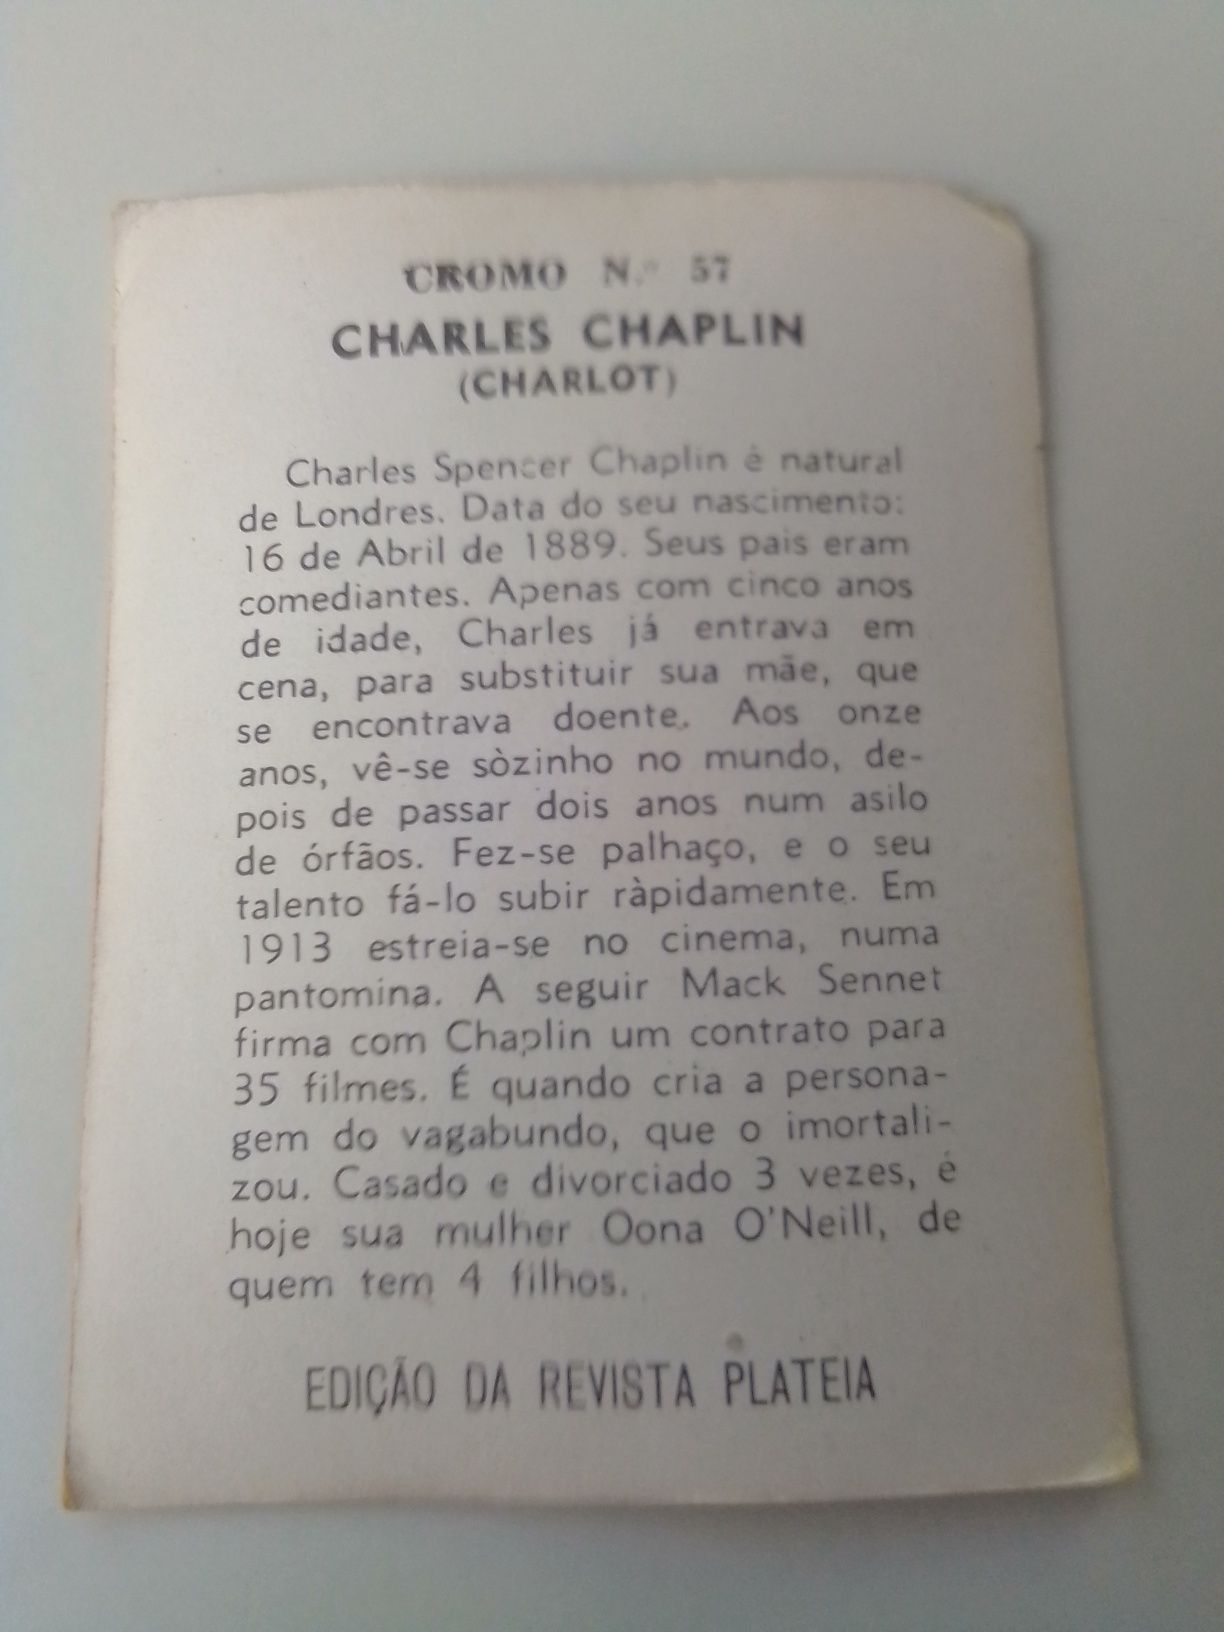 CROMO N.º 57
CHARLES CHAPLIN
(CHARLOT)
Charles Spencer Chaplin é natural
de Londres. Data do seu nascimento:
16 de Abril de 1889. Seus pais eram
comediantes. Apenas com cinco anos
de idade, Charles já entrava em
cena, para substituir sua mãe, que
se encontrava doente. Aos onze
anos, vê-se sòzinho no mundo, de-
pois de passar dois anos num asilo
de órfãos. Fez-se palhaço, e o seu
talento fá-lo subir ràpidamente. Em
1913 estreia-se no cinema, numa
pantomina. A seguir Mack Sennet
firma com Chaplin um contrato para
35 filmes. É quando cria a persona-
gem do vagabundo, que o imortali-
zou. Casado e divorciado 3 vezes, é
hoje sua mulher Oona O'Neill, de
quem tem 4 filhos.
EDIÇÃO DA REVISTA PLATEIA